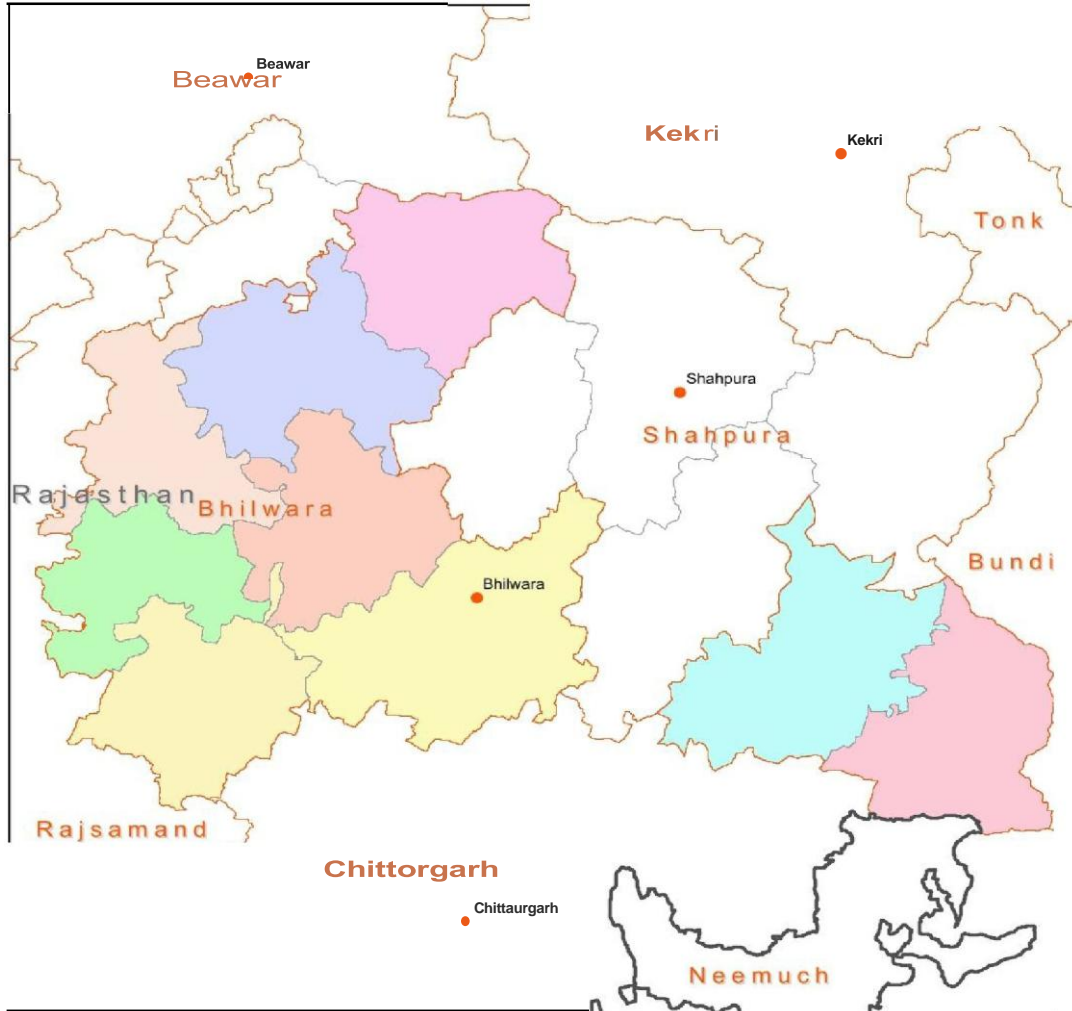 Beawar
Beawar
Kekri
Kekri
Tonk
Shahpura
Shahpura
Rajasthan
Bhilwara
Bundi
Bhilwara
Rajsamand
Chittorgarh
Chittaurgarh
Neemuch